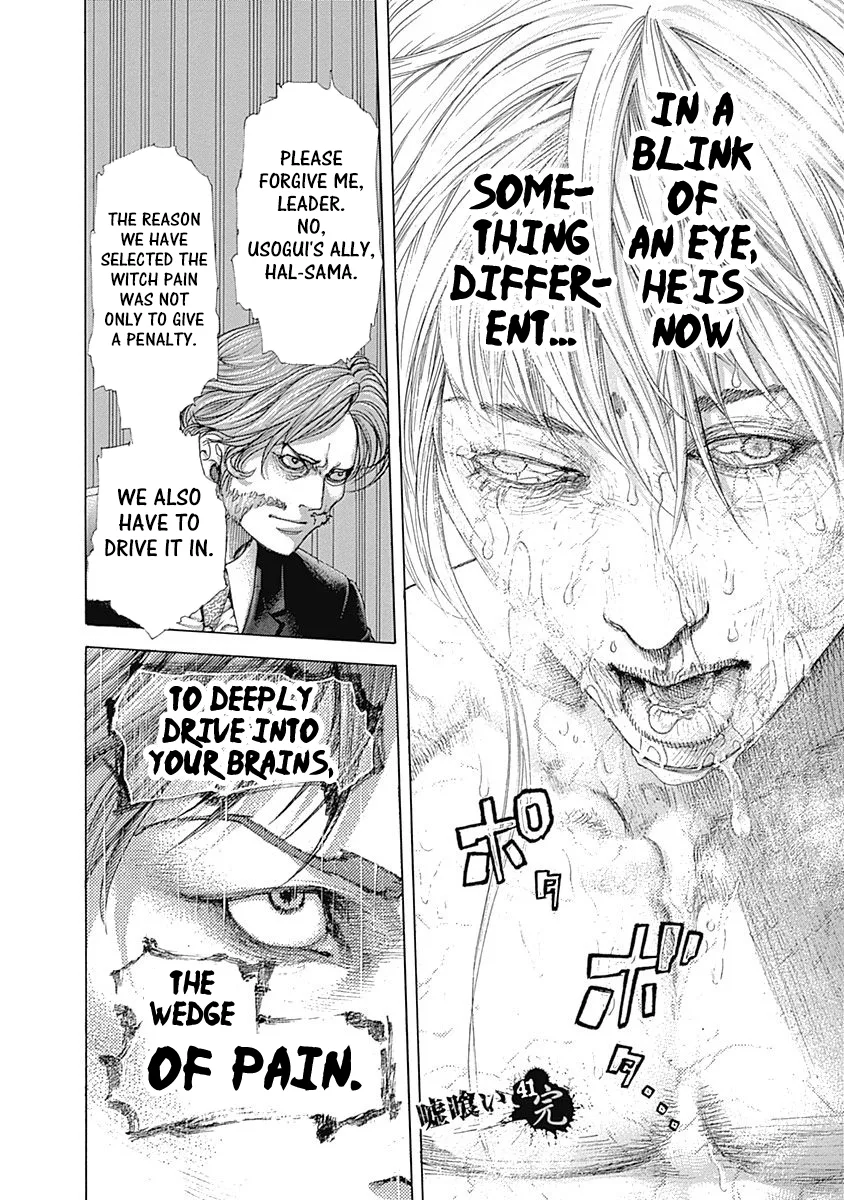 IN A
BLINK
OF
AN EYE,
HE IS
NOW
SOME-
THING
DIFFER-
ENT...
ポタ
ボタ...
嘘喰い 41 完
PLEASE
FORGIVE ME,
LEADER.
NO,
USOGUI'S ALLY,
HAL-SAMA.
THE REASON
WE HAVE
SELECTED THE
WITCH PAIN
WAS NOT
ONLY TO GIVE
A PENALTY.
WE ALSO
HAVE TO
DRIVE IT IN.
TO DEEPLY
DRIVE INTO
YOUR BRAINS,
THE
WEDGE
OF PAIN.